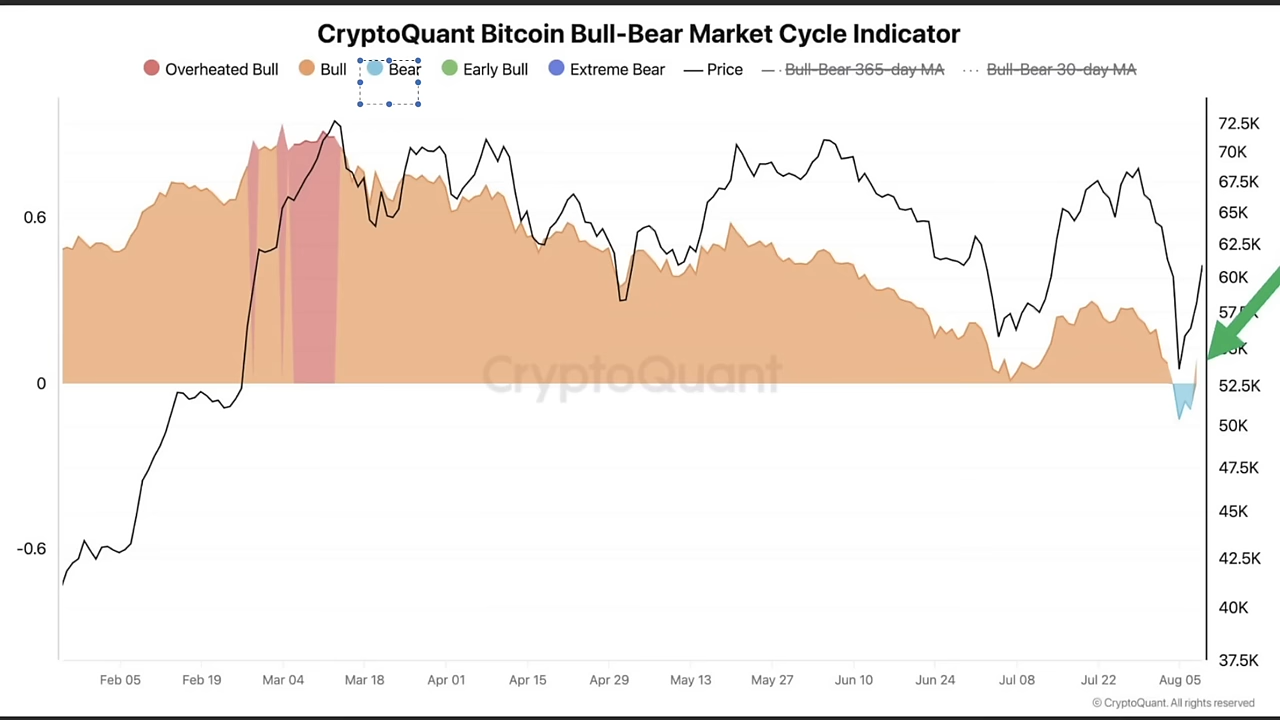 CryptoQuant Bitcoin Bull-Bear Market Cycle Indicator
Overheated Bull Bull Bear Early Bull Extreme Bear Price Bull-Bear 365-day MA Bull-Bear 30-day MA
72.5K
70K
67.5K
0.6 65K
62.5K
60K
CryptoQuant
0 52.5K
50K
47.5K
45K
-0.6 42.5K
40K
37.5K
Feb 05 Feb 19 Mar 04 Mar 18 Apr 01 Apr 15 Apr 29 May 13 May 27 Jun 10 Jun 24 Jul 08 Jul 22 Aug 05
© CryptoQuant. All rights reserved